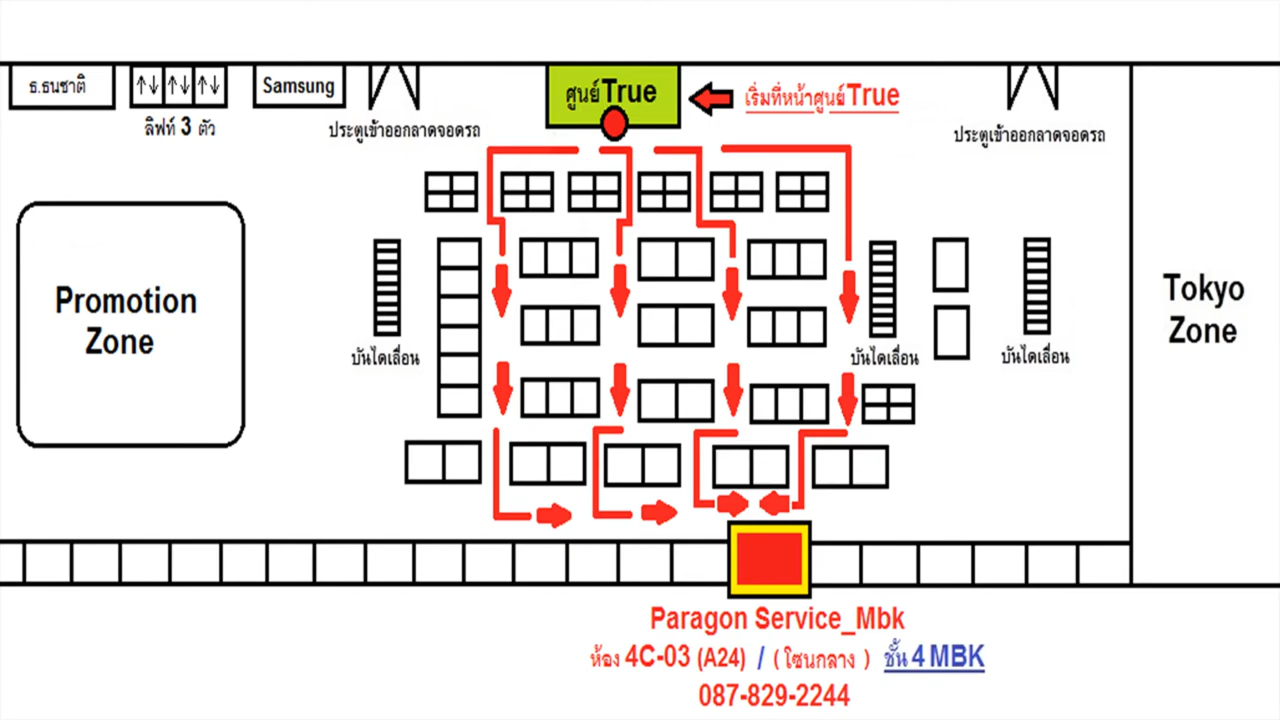 ธ.ธนชาติ
Samsung
ศูนย์True
เริ่มที่หน้าศูนย์True
ลิฟท์ 3 ตัว
ประตูเข้าออกลาดจอดรถ
ประตูเข้าออกลาดจอดรถ
Promotion
Zone
Tokyo
Zone
บันไดเลื่อน
บันไดเลื่อน
บันไดเลื่อน
Paragon Service_Mbk
ห้อง 4C-03 (A24) / ( โซนกลาง ) ชั้น 4 MBK
087-829-2244